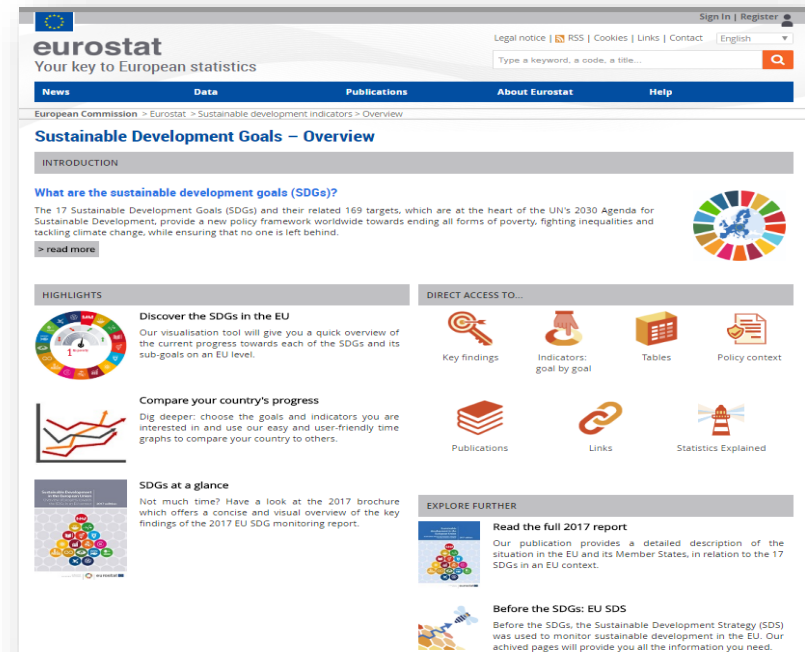 Sign In | Register
Legal notice | RSS | Cookies | Links | Contact English
eurostat
Your key to European statistics
Type a keyword, a code, a title...
News Data Publications About Eurostat Help
European Commission > Eurostat > Sustainable development indicators > Overview
Sustainable Development Goals – Overview
INTRODUCTION
What are the sustainable development goals (SDGs)?
The 17 Sustainable Development Goals (SDGs) and their related 169 targets, which are at the heart of the UN's 2030 Agenda for
Sustainable Development, provide a new policy framework worldwide towards ending all forms of poverty, fighting inequalities and
tackling climate change, while ensuring that no one is left behind.
> read more
HIGHLIGHTS
Discover the SDGs in the EU
Our visualisation tool will give you a quick overview of
the current progress towards each of the SDGs and its
sub-goals on an EU level.
Compare your country's progress
Dig deeper: choose the goals and indicators you are
interested in and use our easy and user-friendly time
graphs to compare your country to others.
SDGs at a glance
Not much time? Have a look at the 2017 brochure
which offers a concise and visual overview of the key
findings of the 2017 EU SDG monitoring report.
Sustainable Development
in the European Union
2017 edition
eurostat
DIRECT ACCESS TO...
Key findings
Indicators:
goal by goal
Tables
Policy context
Publications
Links
Statistics Explained
EXPLORE FURTHER
Read the full 2017 report
Our publication provides a detailed description of the
situation in the EU and its Member States, in relation to the 17
SDGs in an EU context.
Before the SDGs: EU SDS
Before the SDGs, the Sustainable Development Strategy (SDS)
was used to monitor sustainable development in the EU. Our
achived pages will provide you all the information you need.